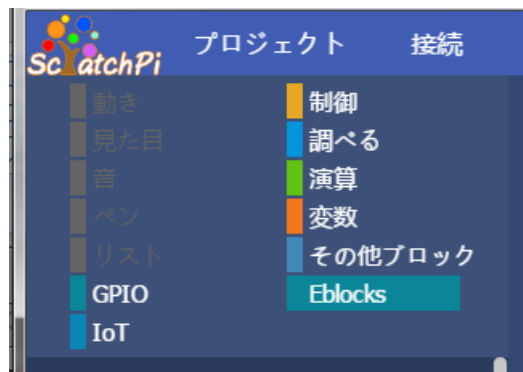 ScratchPi
プロジェクト 接続
動き 制御
見た目 調べる
音 演算
ペン 変数
リスト その他ブロック
GPIO Eblocks
IoT